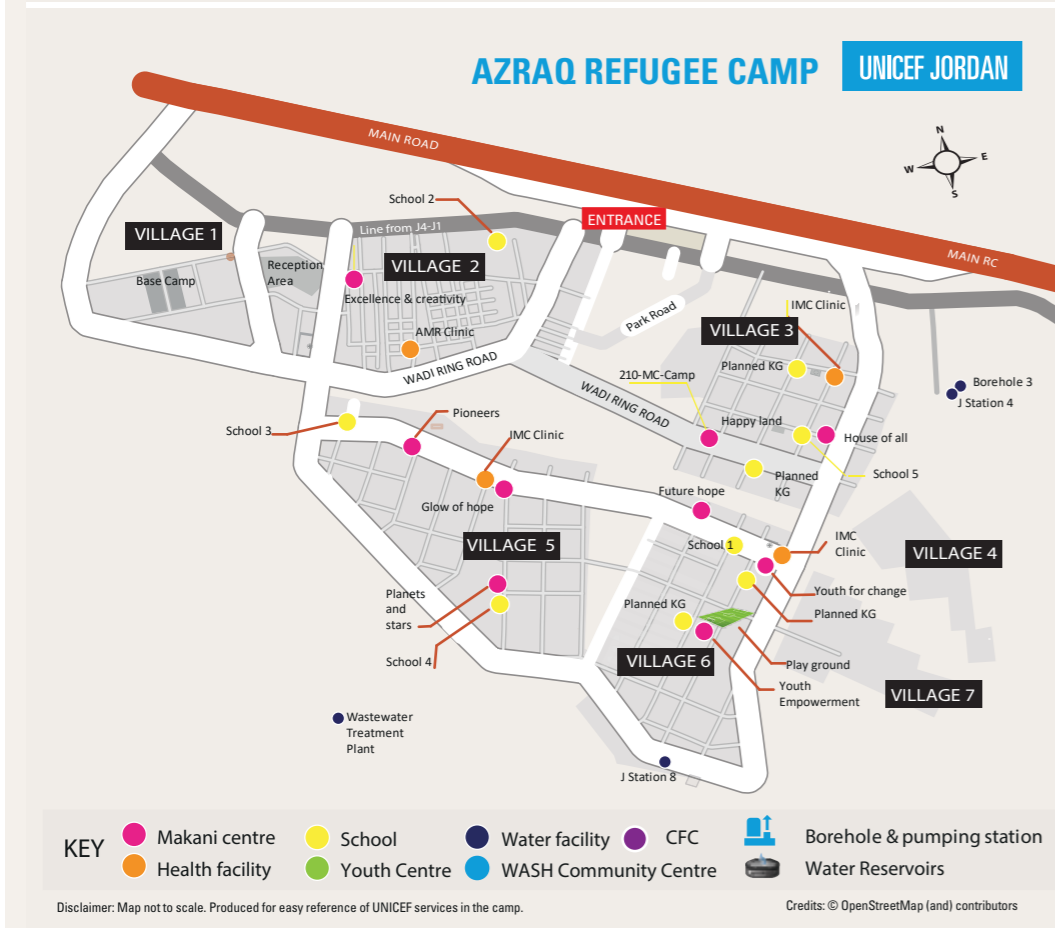 AZRAQ REFUGEE CAMP
UNICEF JORDAN
MAIN ROAD
N
W
E
S
School 2
ENTRANCE
VILLAGE 1
Line from J4-J1
MAIN RC
Reception
Area
VILLAGE 2
Base Camp
Excellence & creativity
IMC Clinic
Park Road
VILLAGE 3
AMR Clinic
WADI RING ROAD
Planned KG
210-MC-Camp
Borehole 3
J Station 4
WADI RING ROAD
Pioneers
Happy land
School 3
IMC Clinic
House of all
School 5
Planned
KG
Glow of hope
Future hope
VILLAGE 5
School 1
IMC
Clinic
VILLAGE 4
Planets
and
stars
Youth for change
Planned KG
Planned KG
School 4
VILLAGE 6
Play ground
Youth
Empowerment
VILLAGE 7
Wastewater
Treatment
Plant
J Station 8
KEY
Makani centre
School
Water facility
CFC
Borehole & pumping station
Health facility
Youth Centre
WASH Community Centre
Water Reservoirs
Disclaimer: Map not to scale. Produced for easy reference of UNICEF services in the camp.
Credits: © OpenStreetMap (and) contributors